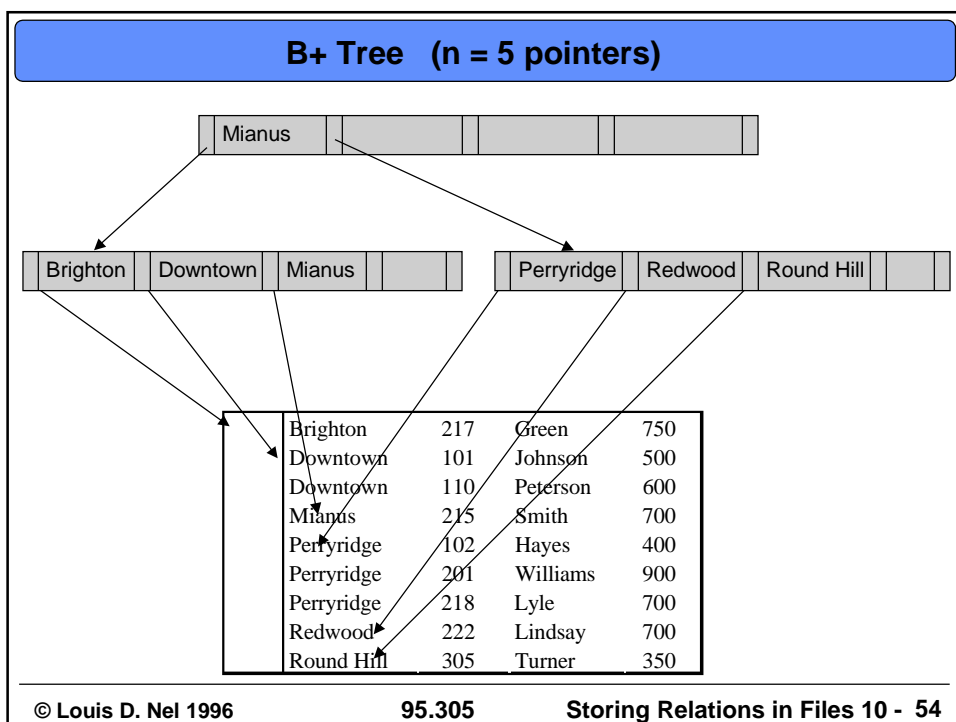 B+ Tree (n = 5 pointers)
Mianus
Brighton Downtown Mianus
Perryridge Redwood Round Hill
Brighton 217 Green 750
Downtown 101 Johnson 500
Downtown 110 Peterson 600
Mianus 215 Smith 700
Perryridge 102 Hayes 400
Perryridge 201 Williams 900
Perryridge 218 Lyle 700
Redwood 222 Lindsay 700
Round Hill 305 Turner 350
© Louis D. Nel 1996 95.305 Storing Relations in Files 10 - 54